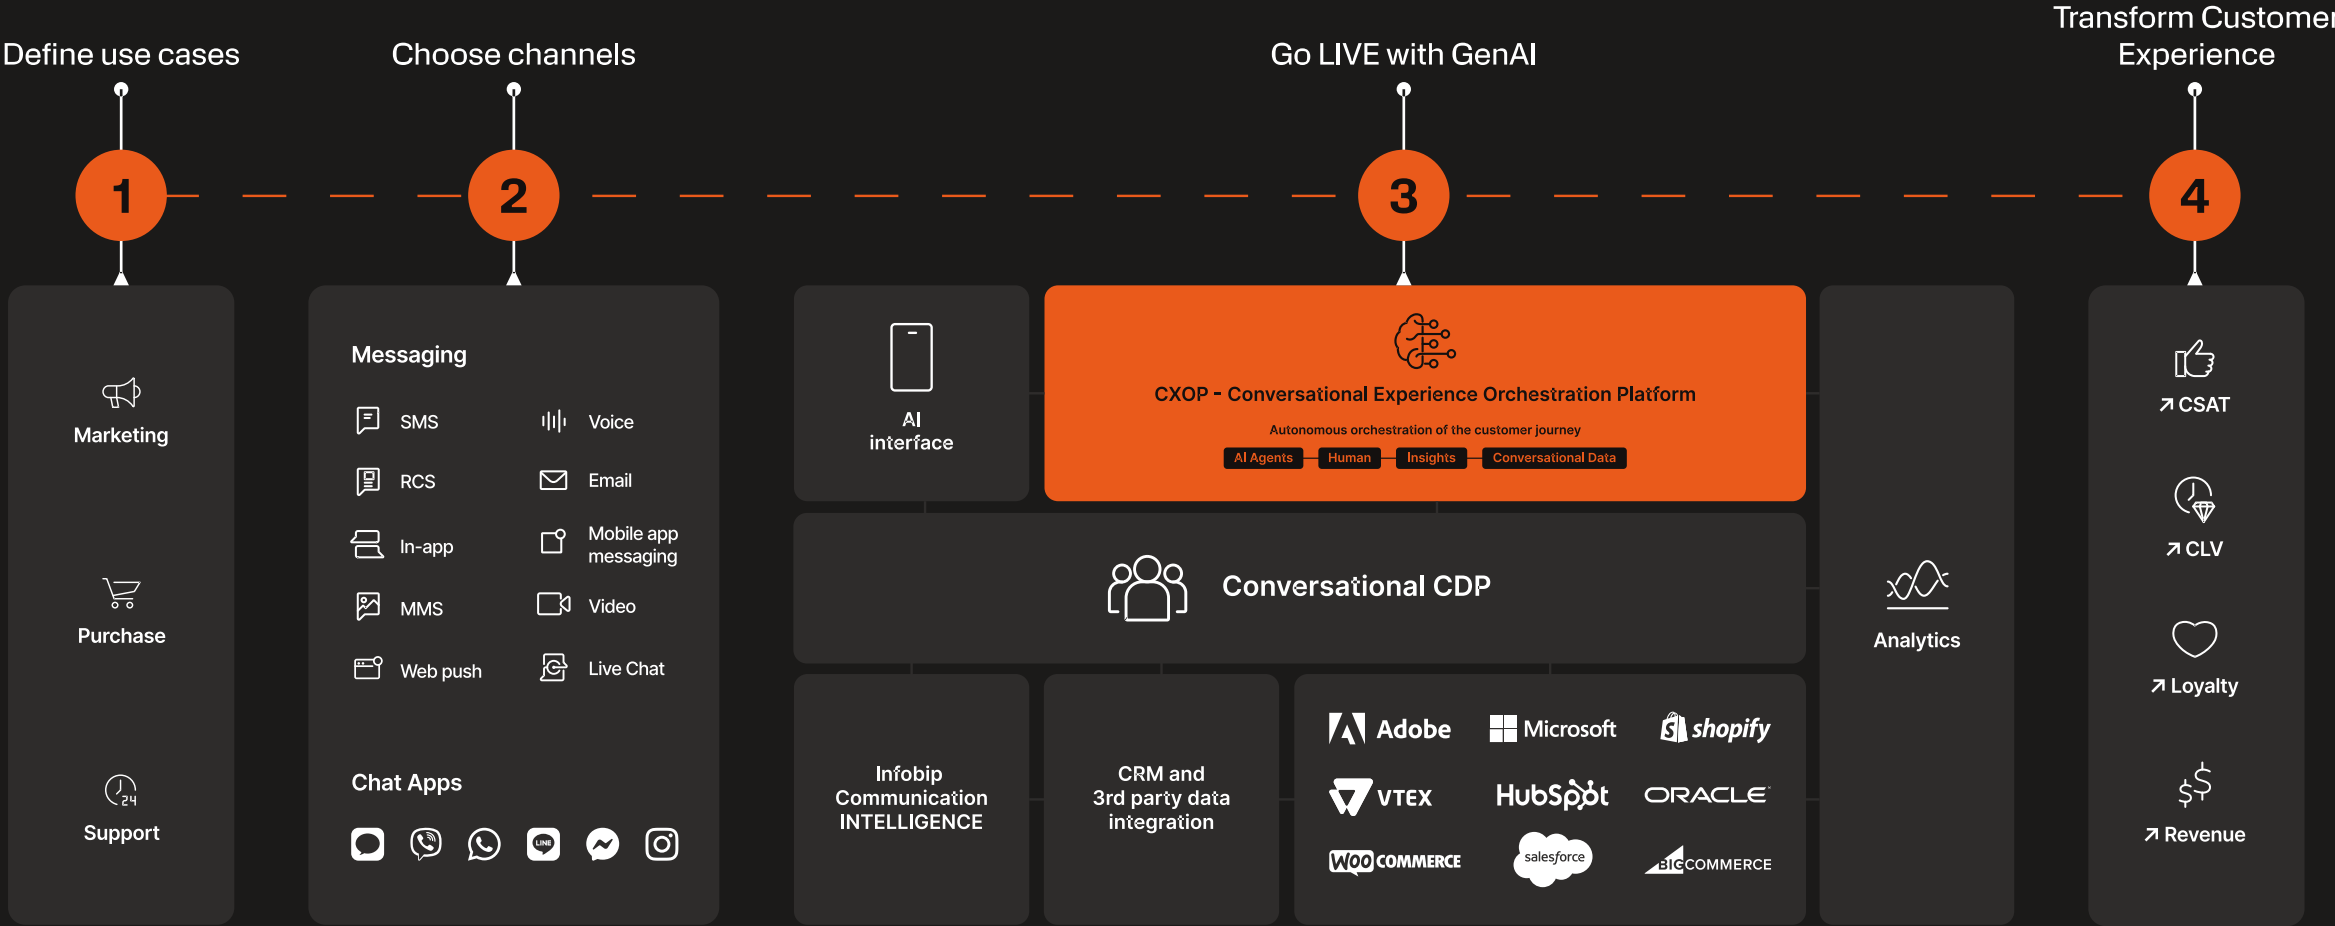 Define use cases
Choose channels
Go LIVE with GenAI
Transform Customer
Experience
1
2
3
4
Marketing
Purchase
24
Support
Messaging
SMS
Voice
RCS
Email
In-app
Mobile app
messaging
MMS
Video
Web push
Live Chat
Chat Apps
LINE
AI
interface
CXOP - Conversational Experience Orchestration Platform
Autonomous orchestration of the customer journey
AI Agents
Human
Insights
Conversational Data
Conversational CDP
Infobip
Communication
INTELLIGENCE
CRM and
3rd party data
integration
Adobe
Microsoft
shopify
VTEX
HubSpot
ORACLE
WOO COMMERCE
salesforce
BIGCOMMERCE
Analytics
CSAT
CLV
Loyalty
Revenue